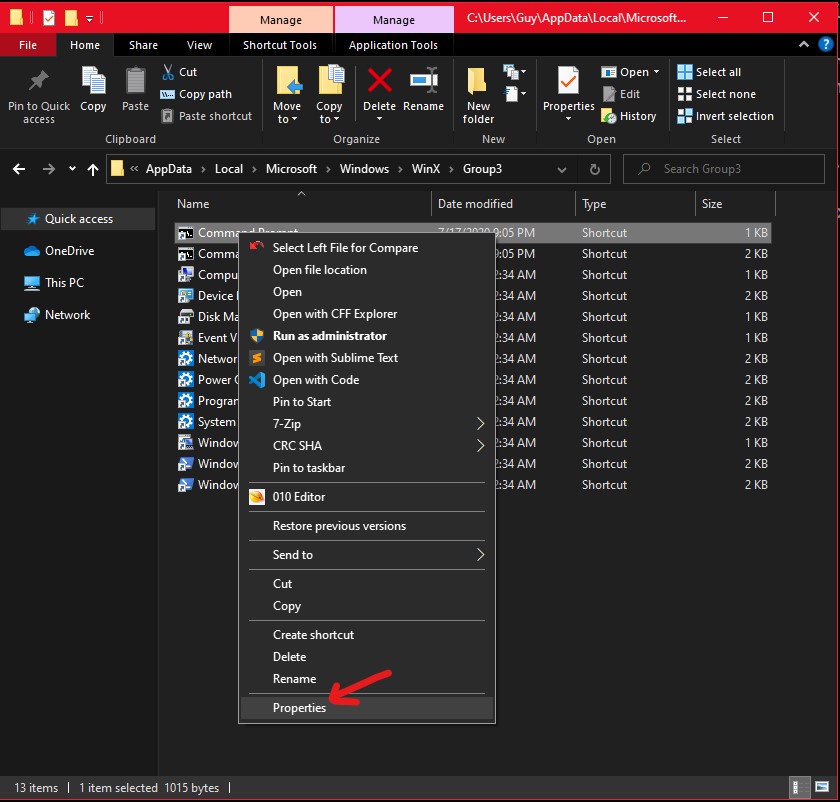 Manage
Manage
C:\Users\Guy\AppData\Local\Microsoft...
File
Home
Share
View
Shortcut Tools
Application Tools
Pin to Quick access
Copy
Paste
Cut
Copy path
Paste shortcut
Clipboard
Move to
Copy to
Delete
Rename
Organize
New folder
New
Properties
Open
Edit
History
Open
Select all
Select none
Invert selection
Select
« AppData > Local > Microsoft > Windows > WinX > Group3
Search Group3
Name
Date modified
Type
Size
Quick access
OneDrive
This PC
Network
Command Prompt 7/17/2020 9:05 PM Shortcut 1 KB
Comma 9:05 PM Shortcut 2 KB
Compu 2:34 AM Shortcut 2 KB
Device 2:34 AM Shortcut 2 KB
Disk Ma 2:34 AM Shortcut 2 KB
Event V 2:34 AM Shortcut 2 KB
Networ 2:34 AM Shortcut 2 KB
Power 2:34 AM Shortcut 2 KB
Program 2:34 AM Shortcut 2 KB
System 2:34 AM Shortcut 2 KB
Window 2:34 AM Shortcut 1 KB
Window 2:34 AM Shortcut 2 KB
Window 2:34 AM Shortcut 2 KB
Select Left File for Compare
Open file location
Open
Open with CFF Explorer
Run as administrator
Open with Sublime Text
Open with Code
Pin to Start
7-Zip
CRC SHA
Pin to taskbar
010 Editor
Restore previous versions
Send to
Cut
Copy
Create shortcut
Delete
Rename
Properties
13 items
1 item selected 1015 bytes